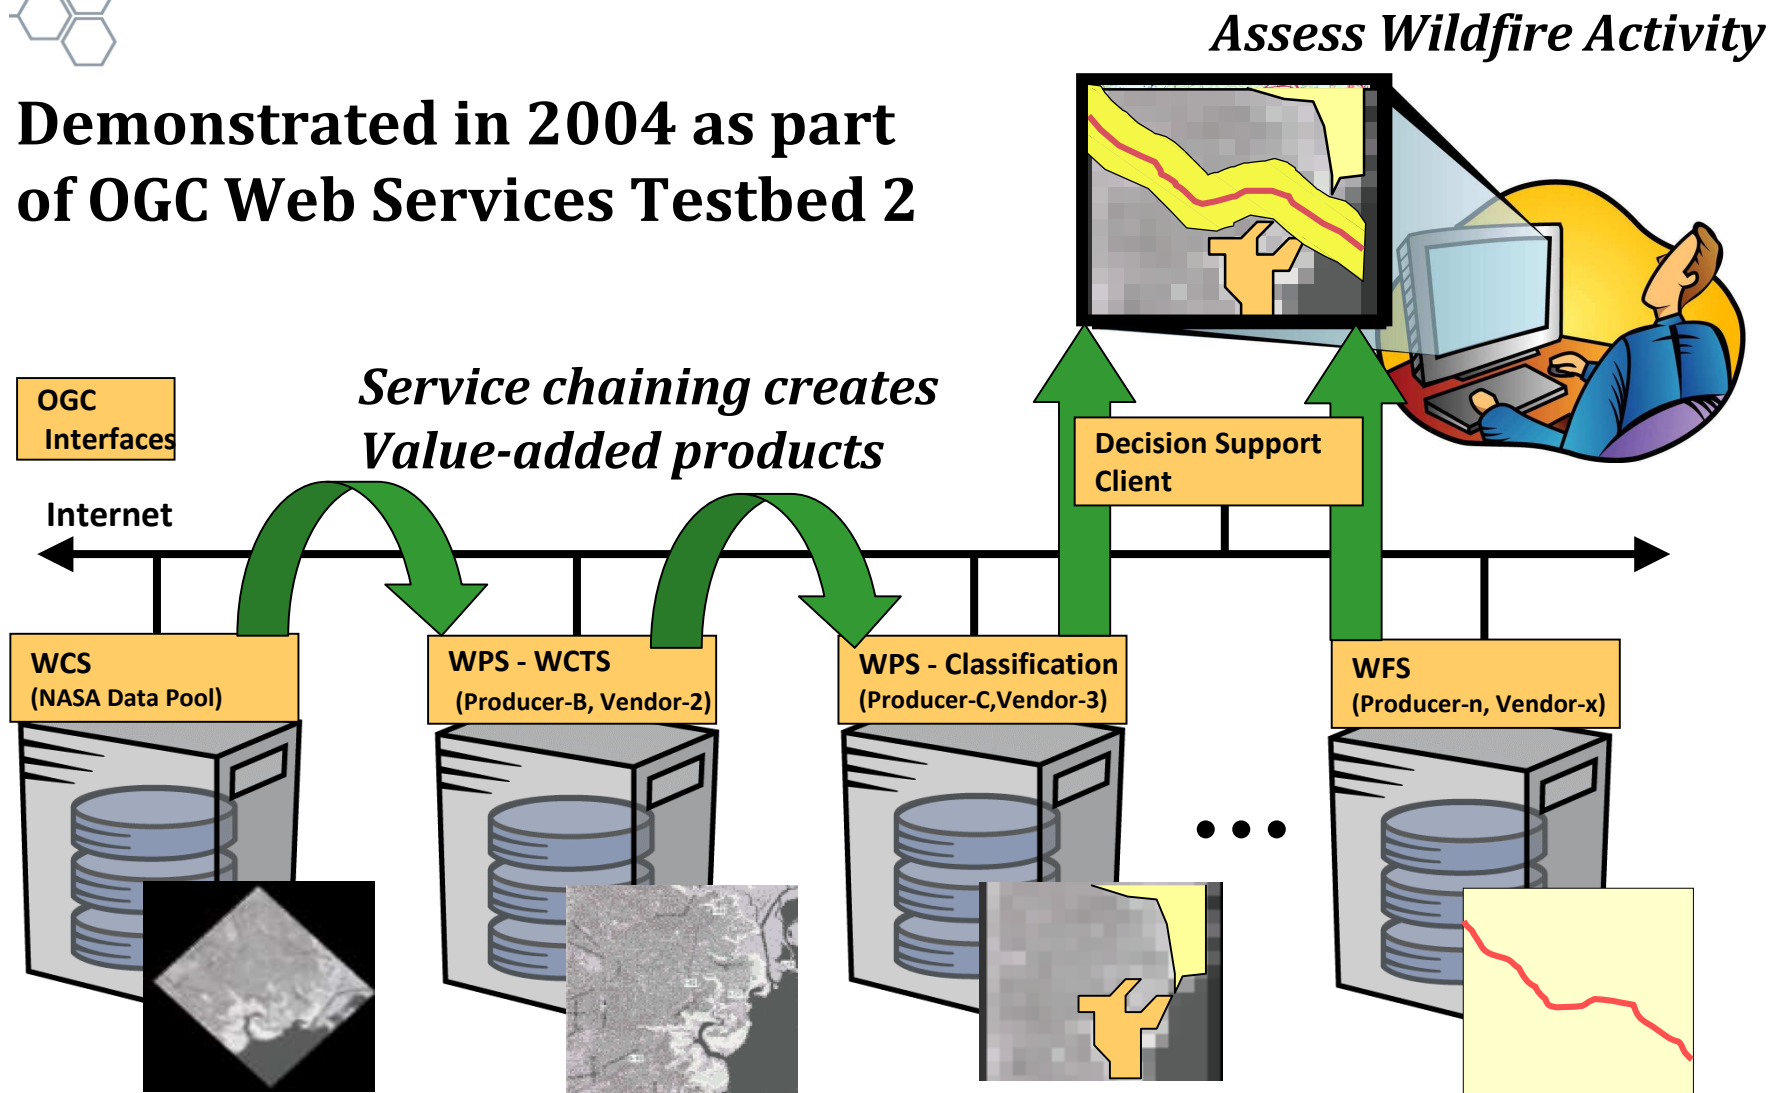 Assess Wildfire Activity
Demonstrated in 2004 as part
of OGC Web Services Testbed 2
OGC
Interfaces
Service chaining creates
Value-added products
Decision Support
Client
Internet
WCS
(NASA Data Pool)
WPS - WCTS
(Producer-B, Vendor-2)
WPS - Classification
(Producer-C,Vendor-3)
WFS
(Producer-n, Vendor-x)